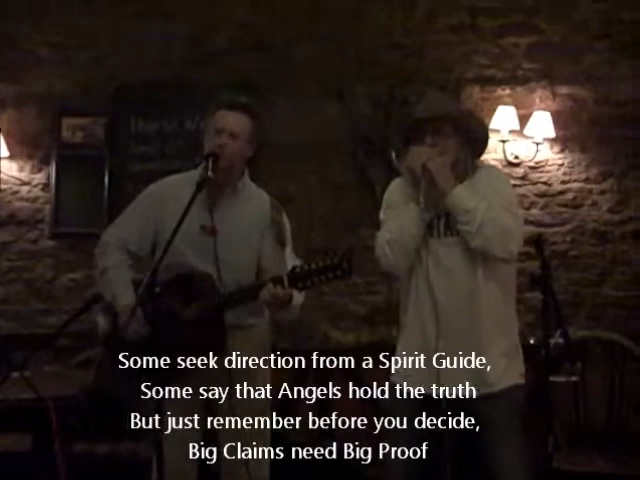 Some seek direction from a Spirit Guide,
Some say that Angels hold the truth
But just remember before you decide,
Big Claims need Big Proof